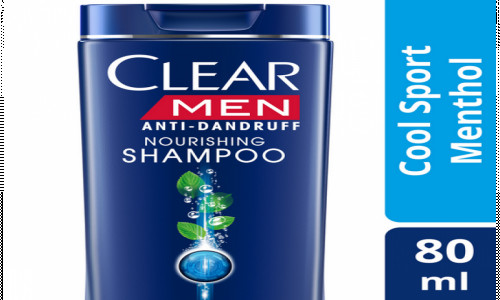 CLEAR
MEN
ANTI-DANDRUFF
NOURISHING
SHAMPOO
Cool Sport
Menthol
80
ml